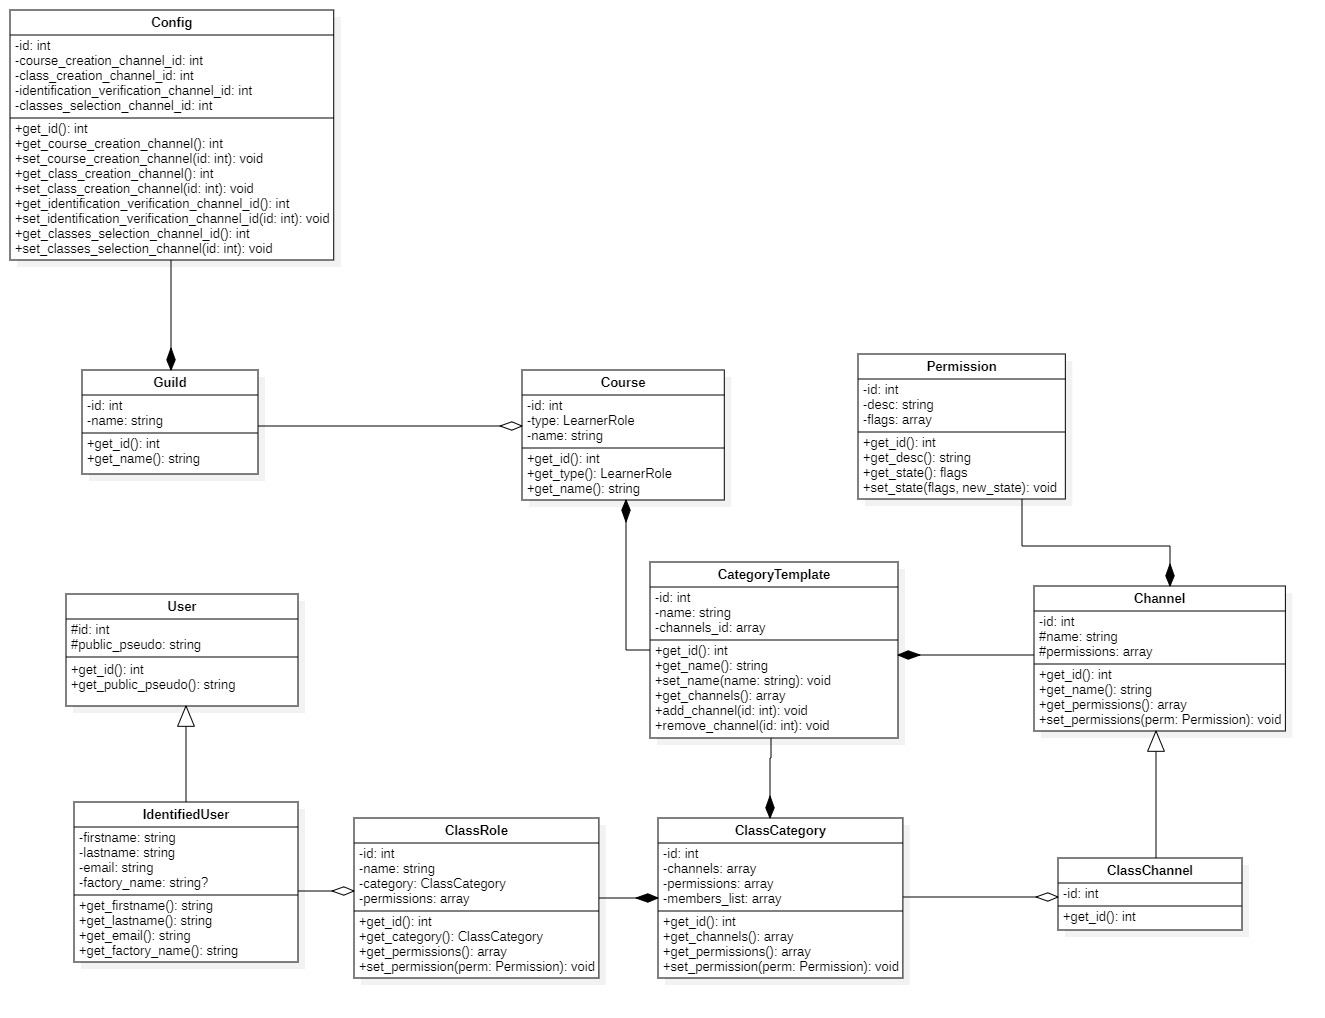 Config
-id: int
-course_creation_channel_id: int
-class_creation_channel_id: int
-identification_verification_channel_id: int
-classes_selection_channel_id: int
+get_id(): int
+get_course_creation_channel(): int
+set_course_creation_channel(id: int): void
+get_class_creation_channel(): int
+set_class_creation_channel(id: int): void
+get_identification_verification_channel_id(): int
+set_identification_verification_channel_id(id: int): void
+get_classes_selection_channel_id(): int
+set_classes_selection_channel(id: int): void
Guild
-id: int
-name: string
+get_id(): int
+get_name(): string
Course
-id: int
-type: LearnerRole
-name: string
+get_id(): int
+get_type(): LearnerRole
+get_name(): string
Permission
-id: int
-desc: string
-flags: array
+get_id(): int
+get_desc(): string
+get_state(): flags
+set_state(flags, new_state): void
CategoryTemplate
-id: int
-name: string
-channels_id: array
+get_id(): int
+get_name(): string
+set_name(name: string): void
+get_channels(): array
+add_channel(id: int): void
+remove_channel(id: int): void
Channel
-id: int
#name: string
#permissions: array
+get_id(): int
+get_name(): string
+get_permissions(): array
+set_permissions(perm: Permission): void
User
#id: int
#public_pseudo: string
+get_id(): int
+get_public_pseudo(): string
IdentifiedUser
-firstname: string
-lastname: string
-email: string
-factory_name: string?
+get_firstname(): string
+get_lastname(): string
+get_email(): string
+get_factory_name(): string
ClassRole
-id: int
-name: string
-category: ClassCategory
-permissions: array
+get_id(): int
+get_category(): ClassCategory
+get_permissions(): array
+set_permission(perm: Permission): void
ClassCategory
-id: int
-channels: array
-permissions: array
-members_list: array
+get_id(): int
+get_channels(): array
+get_permissions(): array
+set_permission(perm: Permission): void
ClassChannel
-id: int
+get_id(): int